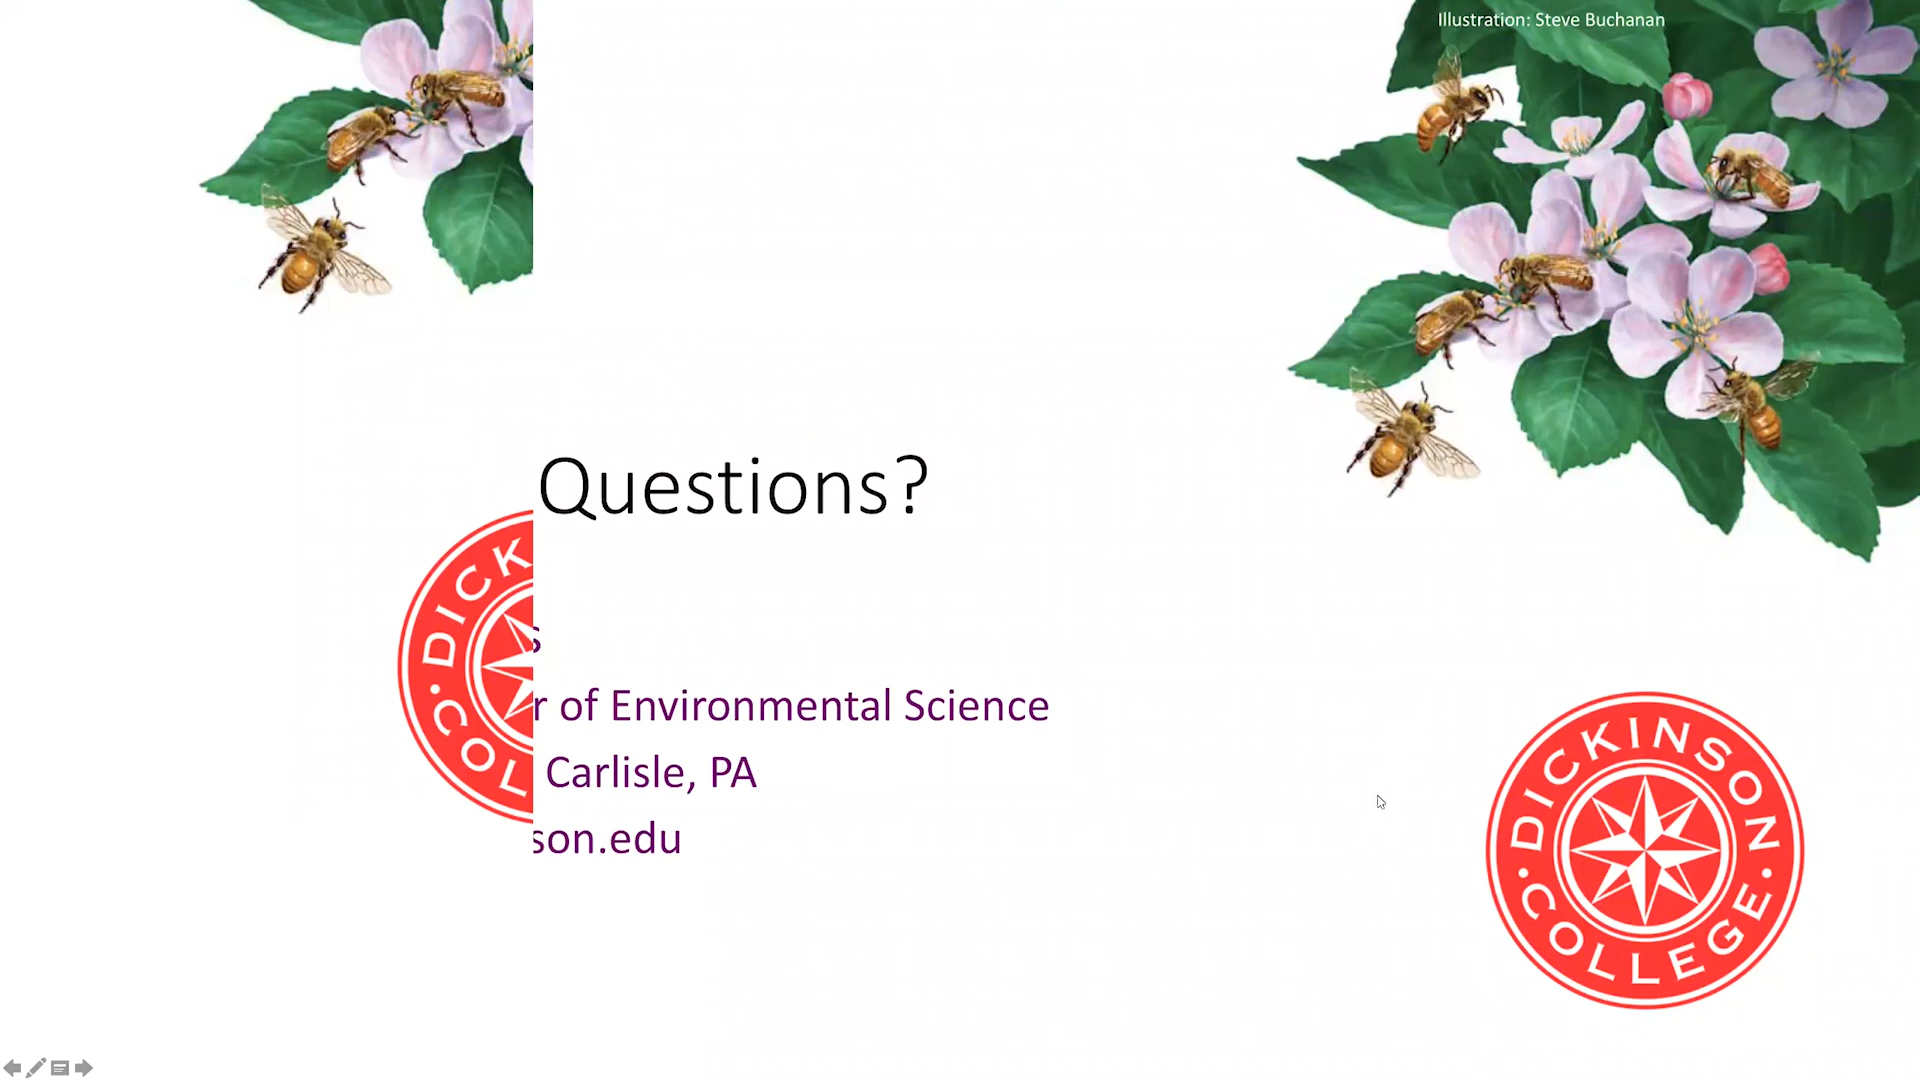 Illustration: Steve Buchanan
Questions?
of Environmental Science
Carlisle, PA
son.edu
DICKINSON
COLLEGE